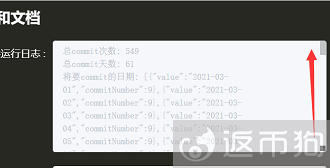 和文档
运行日志：
总commit次数: 549
总commit天数: 61
将要commit的日期: [{"value":"2021-03-
01","commitNumber":9},{"value":"2021-03-
02","commitNumber":9},{"value":"2021-03-
03","commitNumber":9},{"value":"2021-03-
04","commitNumber":9},{"value":"2021-03-
05","commitNumber":9},{"value":"2021-03-
返币狗